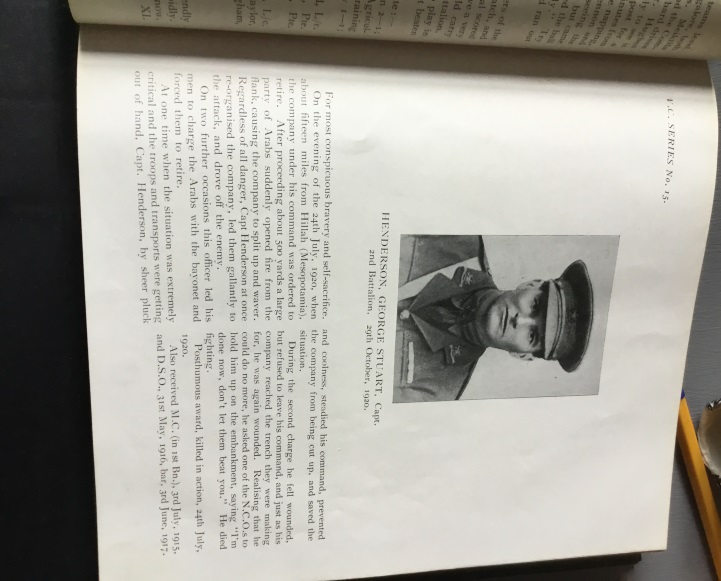 V.C. SERIES No. 15.
HENDERSON, GEORGE STUART, Capt.
2nd Battalion, 29th October, 1920.
For most conspicuous bravery and self-sacrifice.
On the evening of the 24th July, 1920, when
about fifteen miles from Hillah (Mesopotamia),
the company under his command was ordered to
retire. After proceeding about 500 yards a large
party of Arabs suddenly opened fire from the
flank, causing the company to split up and waver.
Regardless of all danger, Capt Henderson at once
re-organised the company, led them gallantly to
the attack, and drove off the enemy.
On two further occasions this officer led his
men to charge the Arabs with the bayonet and
forced them to retire.
At one time when the situation was extremely
critical and the troops and transports were getting
out of hand, Capt. Henderson, by sheer pluck
and coolness, steadied his command, prevented
the company from being cut up, and saved the
situation.
During the second charge he fell wounded,
but refused to leave his command, and just as his
company reached the trench they were making
for, he was again wounded. Realising that he
could do no more, he asked one of the N.C.O.s to
hold him up on the embankment, saying "I'm
done now, don't let them beat you." He died
fighting.
Posthumous award, killed in action, 24th July,
1920.
Also received M.C. (in 1st Bn.), 3rd July, 1915,
and D.S.O., 31st May, 1916, bar, 3rd June, 1917.